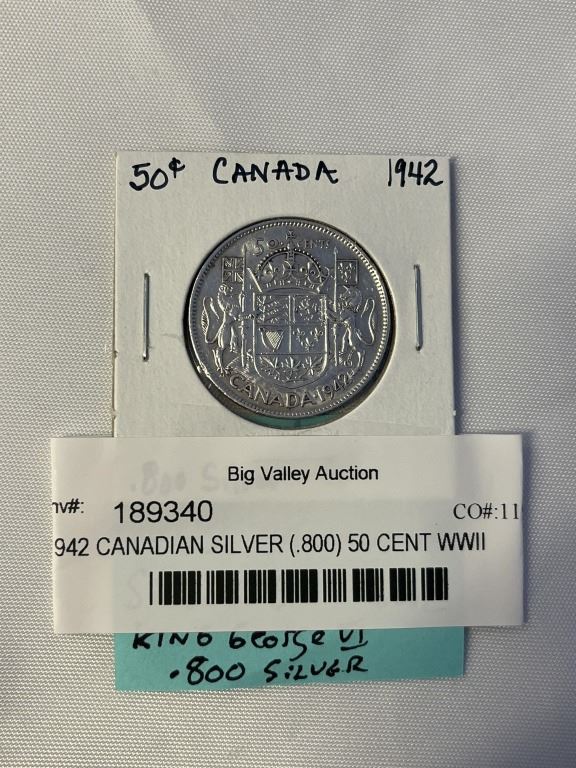 50¢ CANADA 1942
50 CENTS
CANADA 1942
.800 S
Big Valley Auction
nv#: 189340 CO#:11
942 CANADIAN SILVER (.800) 50 CENT WWII
KING George VI
.800 SILVER